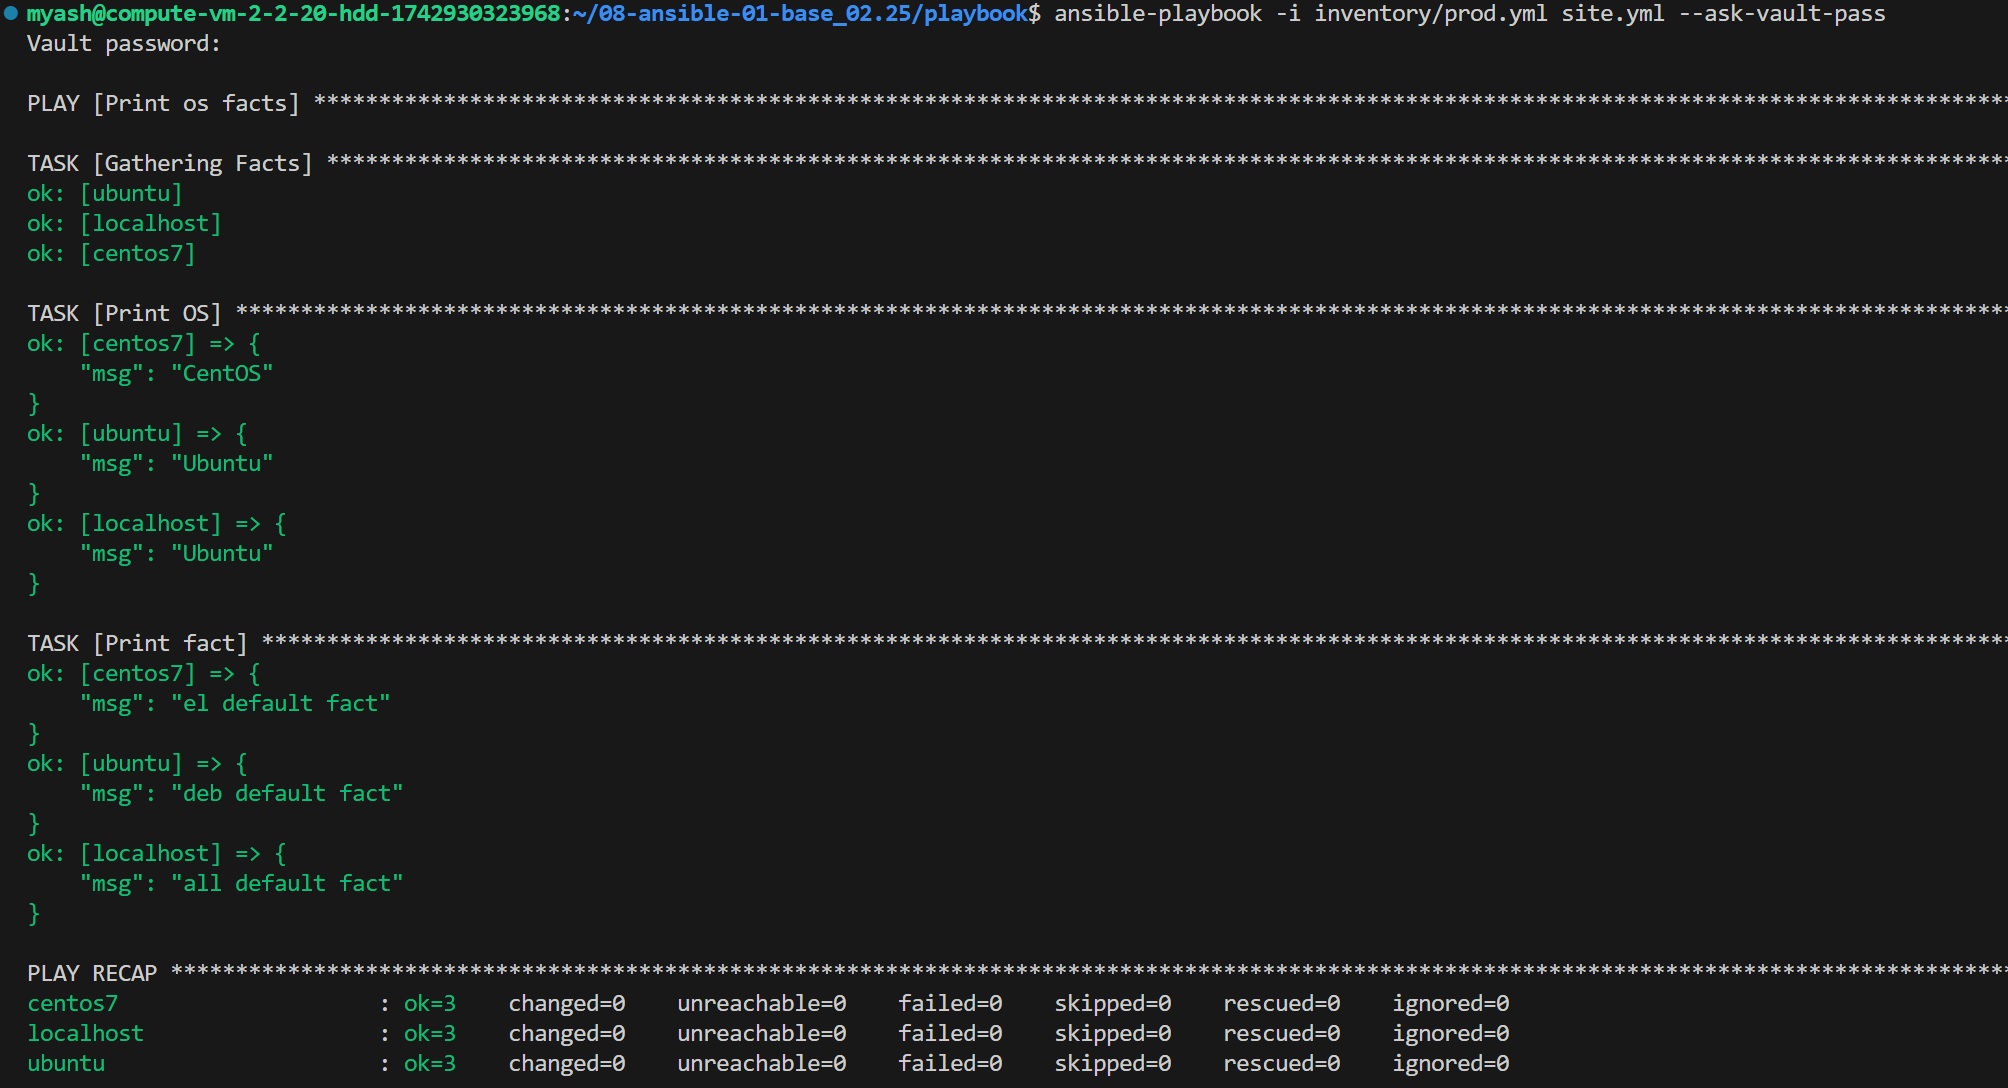 myash@compute-vm-2-2-20-hdd-1742930323968:~/08-ansible-01-base_02.25/playbook$ ansible-playbook -i inventory/prod.yml site.yml --ask-vault-pass
Vault password:
PLAY [Print os facts] **********************************************************************************************************************************
TASK [Gathering Facts] *********************************************************************************************************************************
ok: [ubuntu]
ok: [localhost]
ok: [centos7]
TASK [Print OS] ****************************************************************************************************************************************
ok: [centos7] => {
    "msg": "CentOS"
}
ok: [ubuntu] => {
    "msg": "Ubuntu"
}
ok: [localhost] => {
    "msg": "Ubuntu"
}
TASK [Print fact] **************************************************************************************************************************************
ok: [centos7] => {
    "msg": "el default fact"
}
ok: [ubuntu] => {
    "msg": "deb default fact"
}
ok: [localhost] => {
    "msg": "all default fact"
}
PLAY RECAP *********************************************************************************************************************************************
centos7                    : ok=3    changed=0    unreachable=0    failed=0    skipped=0    rescued=0    ignored=0
localhost                  : ok=3    changed=0    unreachable=0    failed=0    skipped=0    rescued=0    ignored=0
ubuntu                     : ok=3    changed=0    unreachable=0    failed=0    skipped=0    rescued=0    ignored=0